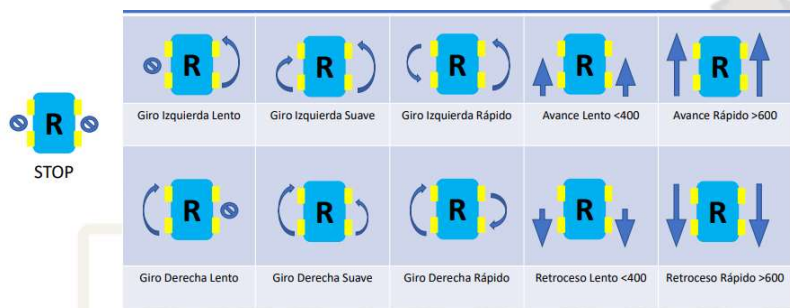 R
STOP
R R R R R
Giro Izquierda Lento Giro Izquierda Suave Giro Izquierda Rápido Avance Lento <400 Avance Rápido >600
R R R R R
Giro Derecha Lento Giro Derecha Suave Giro Derecha Rápido Retroceso Lento <400 Retroceso Rápido >600